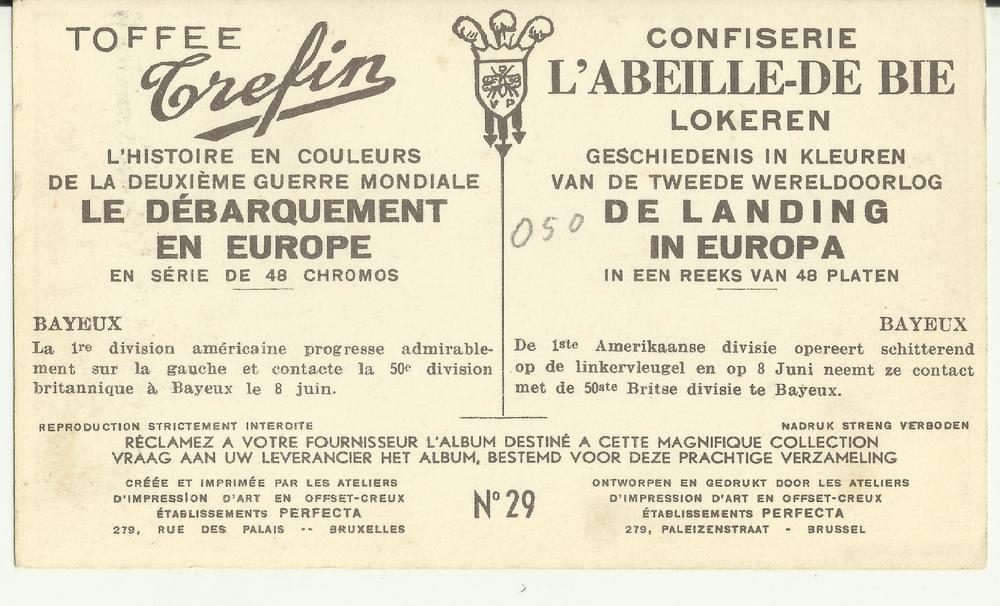 TOFFEE
Trefin
L'HISTOIRE EN COULEURS
DE LA DEUXIÈME GUERRE MONDIALE
LE DÉBARQUEMENT
EN EUROPE
EN SÉRIE DE 48 CHROMOS
BAYEUX
La 1re division américaine progresse admirable-
ment sur la gauche et contacte la 50e division
britannique à Bayeux le 8 juin.
REPRODUCTION STRICTEMENT INTERDITE
D
V P
050
CONFISERIE
L'ABEILLE-DE BIE
LOKEREN
GESCHIEDENIS IN KLEUREN
VAN DE TWEEDE WERELDOORLOG
DE LANDING
IN EUROPA
IN EEN REEKS VAN 48 PLATEN
BAYEUX
De 1ste Amerikaanse divisie opereert schitterend
op de linkervleugel en op 8 Juni neemt ze contact
met de 50ste Britse divisie te Bayeux.
NADRUK STRENG VERBODEN
RÉCLAMEZ A VOTRE FOURNISSEUR L'ALBUM DESTINÉ A CETTE MAGNIFIQUE COLLECTION
VRAAG AAN UW LEVERANCIER HET ALBUM, BESTEMD VOOR DEZE PRACHTIGE VERZAMELING
CRÉÉE ET IMPRIMÉE PAR LES ATELIERS
D'IMPRESSION D'ART EN OFFSET-CREUX
ÉTABLISSEMENTS PERFECTA
279, RUE DES PALAIS -- BRUXELLES
No 29
ONTWORPEN EN GEDRUKT DOOR LES ATELIERS
D'IMPRESSION D'ART EN OFFSET-CREUX
ÉTABLISSEMENTS PERFECTA
279, PALEIZENSTRAAT - BRUSSEL